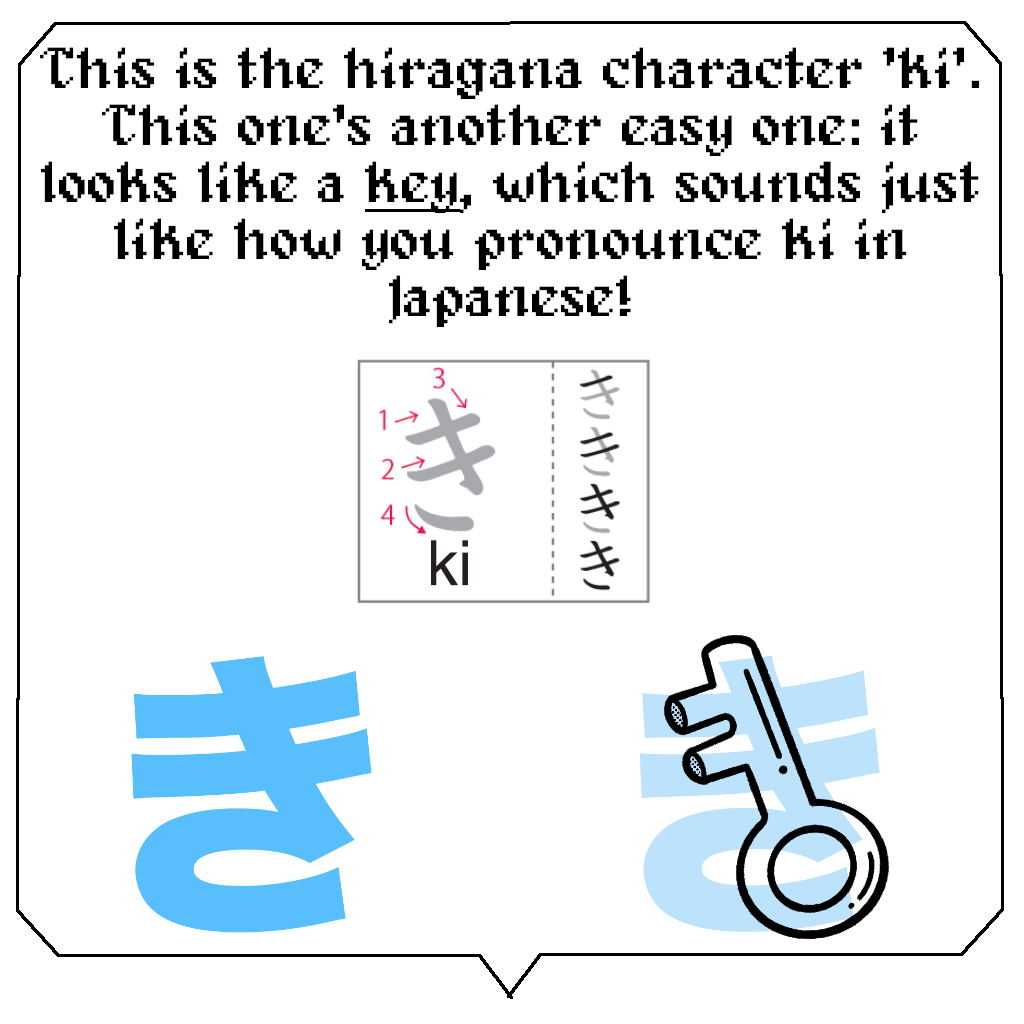 This is the hiragana character 'ki'.
This one's another easy one: it
looks like a key, which sounds just
like how you pronounce ki in
Japanese!
3
1
2
4
き
ki
き
き
き
き
き
き